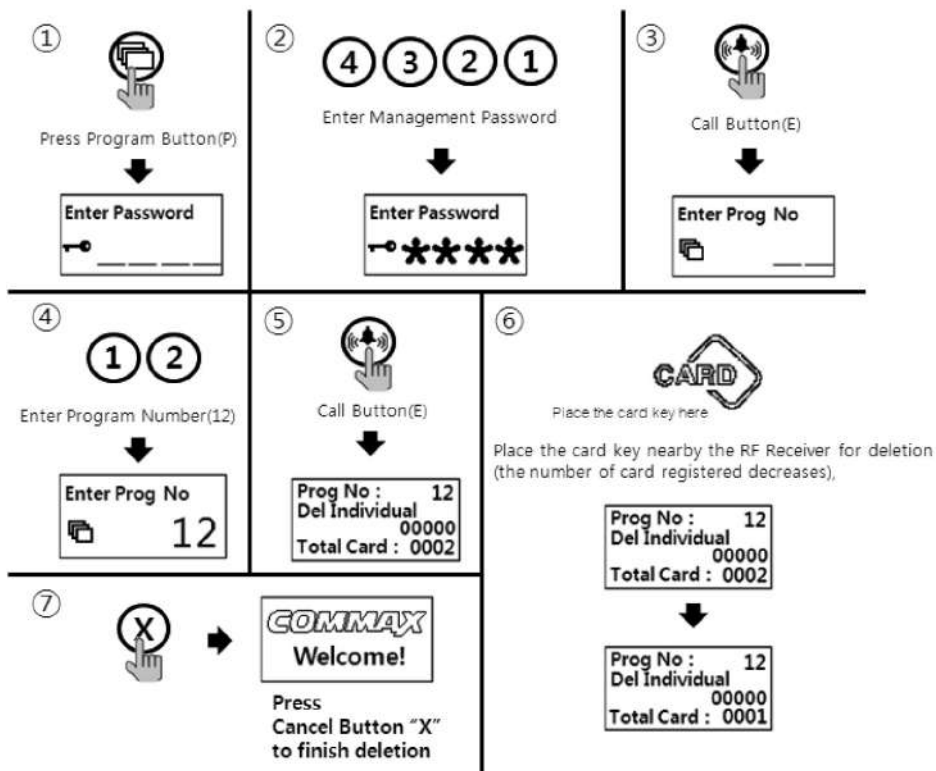 ①
Press Program Button(P)
Enter Password
②
4 3 2 1
Enter Management Password
Enter Password
③
Call Button(E)
Enter Prog No
④
1 2
Enter Program Number(12)
Enter Prog No
12
⑤
Call Button(E)
Prog No : 12
Del Individual
00000
Total Card : 0002
⑥
CARD
Place the card key here
Place the card key nearby the RF Receiver for deletion
(the number of card registered decreases),
Prog No : 12
Del Individual
00000
Total Card : 0002
Prog No : 12
Del Individual
00000
Total Card : 0001
⑦
X
COMMAX
Welcome!
Press
Cancel Button “X”
to finish deletion